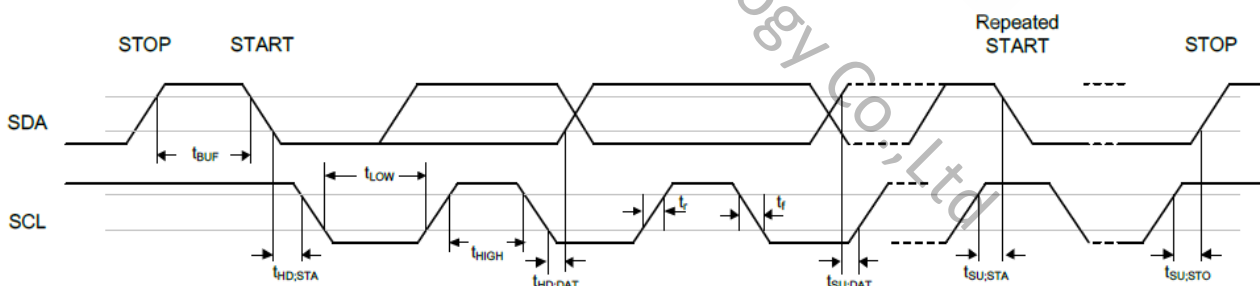 Repeated
STOP START START STOP
ogy Co., Ltd
SDA
tBUF
tLOW
SCL
tr tf
tHIGH
tHD;STA tHD;DAT tSU;DAT tSU;STA tSU;STO